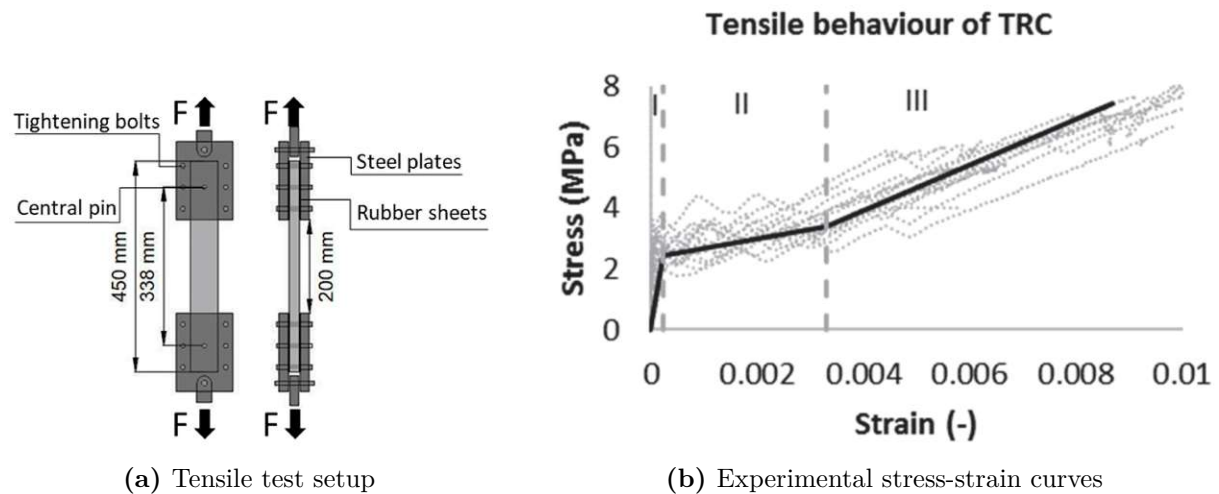 F
F
Tightening bolts
Steel plates
Central pin
Rubber sheets
450 mm
338 mm
200 mm
F
F
(a) Tensile test setup
Tensile behaviour of TRC
I
II
III
Stress (MPa)
8
6
4
2
0
0 0.002 0.004 0.006 0.008 0.01
Strain (-)
(b) Experimental stress-strain curves